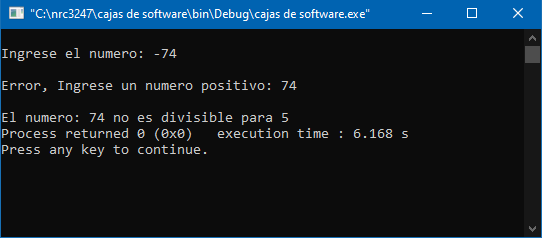 "C:\nrc3247\cajas de software\bin\Debug\cajas de software.exe"
Ingrese el numero: -74
Error, Ingrese un numero positivo: 74
El numero: 74 no es divisible para 5
Process returned 0 (0x0)   execution time : 6.168 s
Press any key to continue.